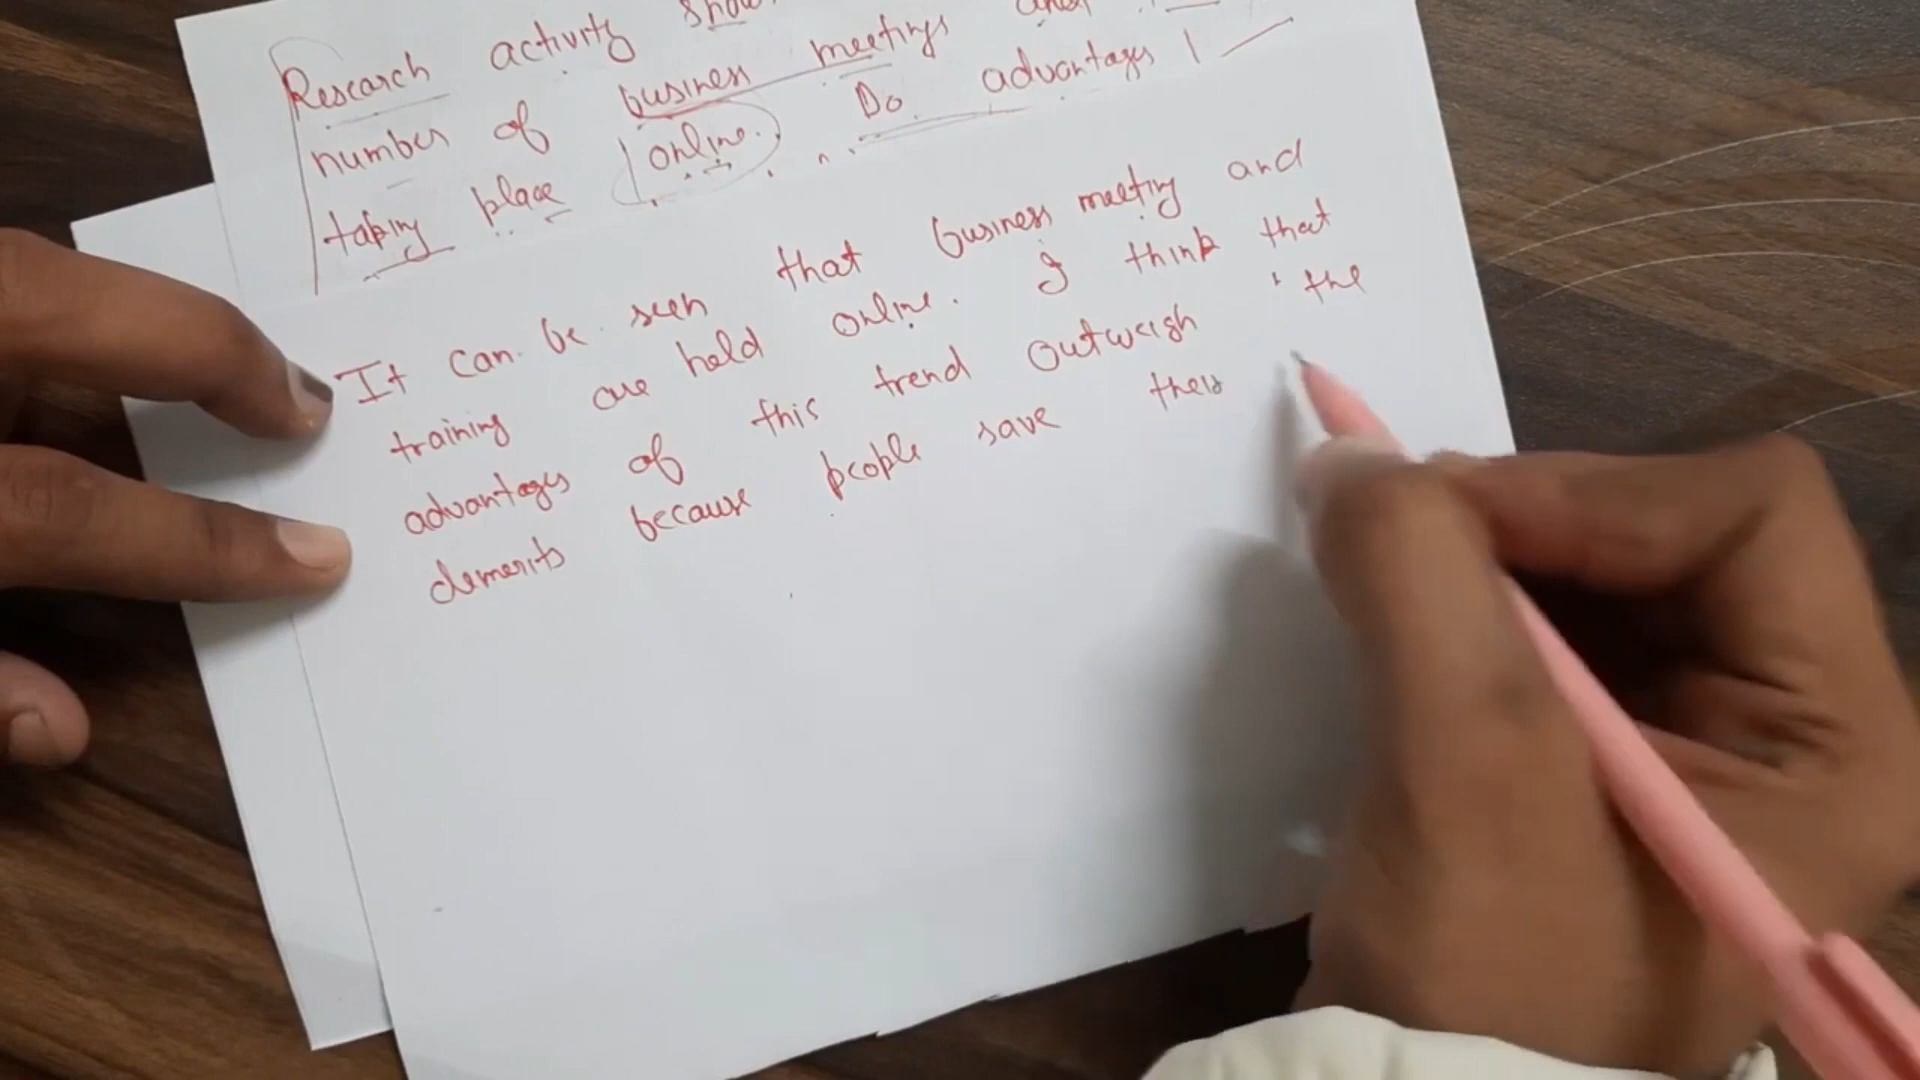 Research activity show
number of business meetings and
taking place online. Do advantages
It can be seen that business meeting and
training are held online. I think that
advantages of this trend outweigh the
demerits because people save their